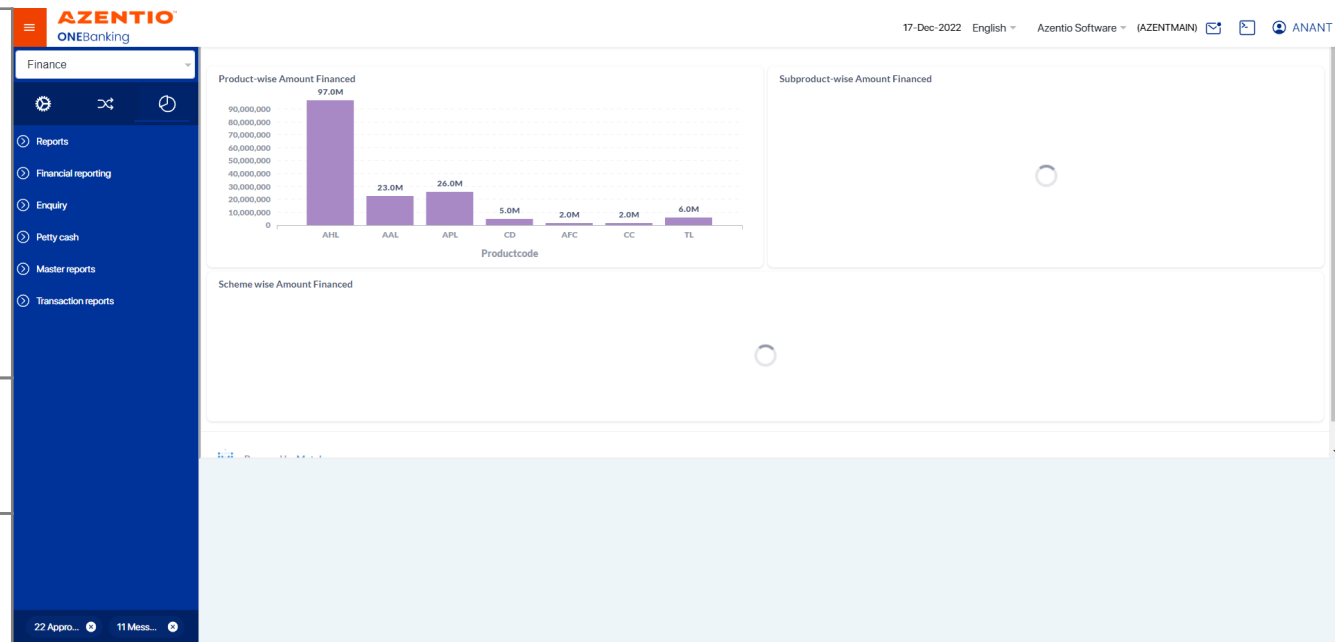 AZENTIO
ONEBanking
17-Dec-2022 English Azentio Software (AZENTMAIN) ANANT
Finance
Reports
Financial reporting
Enquiry
Petty cash
Master reports
Transaction reports
22 Appro... 11 Mess...
Product-wise Amount Financed
97.0M
90,000,000
80,000,000
70,000,000
60,000,000
50,000,000
40,000,000
30,000,000
20,000,000
10,000,000
0
23.0M
26.0M
5.0M
2.0M
2.0M
6.0M
AHL AAL APL CD AFC CC TL
Productcode
Subproduct-wise Amount Financed
Scheme wise Amount Financed